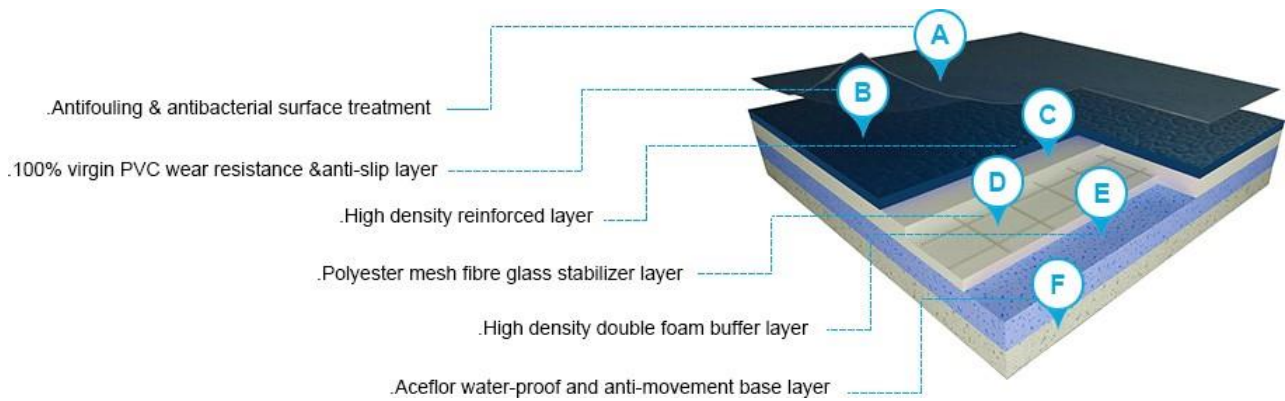 A
B
.Antifouling & antibacterial surface treatment
C
.100% virgin PVC wear resistance &anti-slip layer
D
E
.High density reinforced layer
.Polyester mesh fibre glass stabilizer layer
F
.High density double foam buffer layer
.Aceflor water-proof and anti-movement base layer